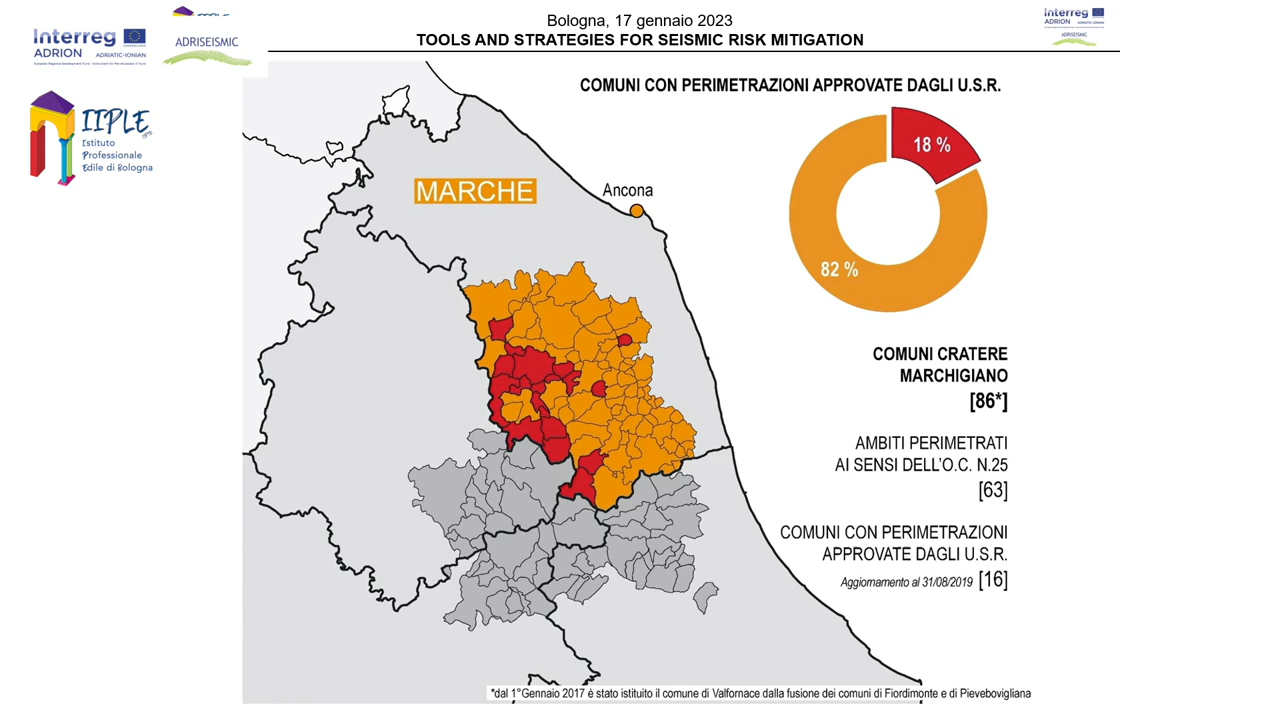 Bologna, 17 gennaio 2023
TOOLS AND STRATEGIES FOR SEISMIC RISK MITIGATION
Interreg
ADRION ADRIATIC-IONIAN
ADRISEISMIC
Interreg
ADRION
ADRISEISMIC
IIPLE
Istituto
Professionale
Edile di Bologna
COMUNI CON PERIMETRAZIONI APPROVATE DAGLI U.S.R.
MARCHE
Ancona
18 %
82 %
COMUNI CRATERE
MARCHIGIANO
[86*]
AMBITI PERIMETRATI
AI SENSI DELL'O.C. N.25
[63]
COMUNI CON PERIMETRAZIONI
APPROVATE DAGLI U.S.R.
Aggiornamento al 31/08/2019 [16]
*dal 1°Gennaio 2017 è stato istituito il comune di Valfornace dalla fusione dei comuni di Fiordimonte e di Pievebovigliana